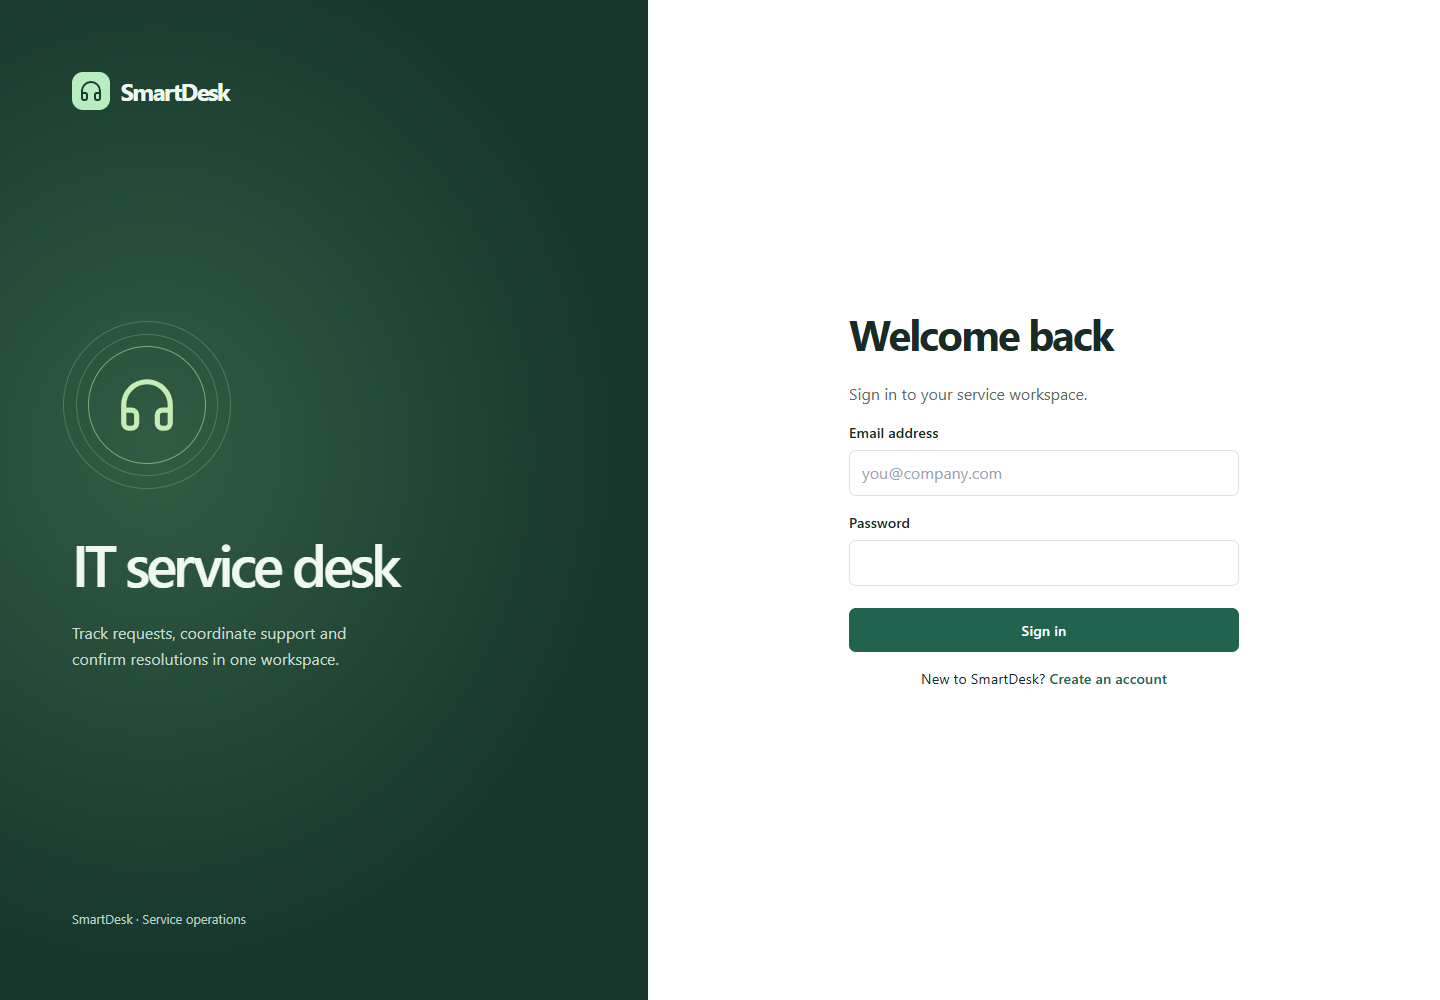 SmartDesk
IT service desk
Track requests, coordinate support and
confirm resolutions in one workspace.
SmartDesk · Service operations
Welcome back
Sign in to your service workspace.
Email address
you@company.com
Password
Sign in
New to SmartDesk? Create an account